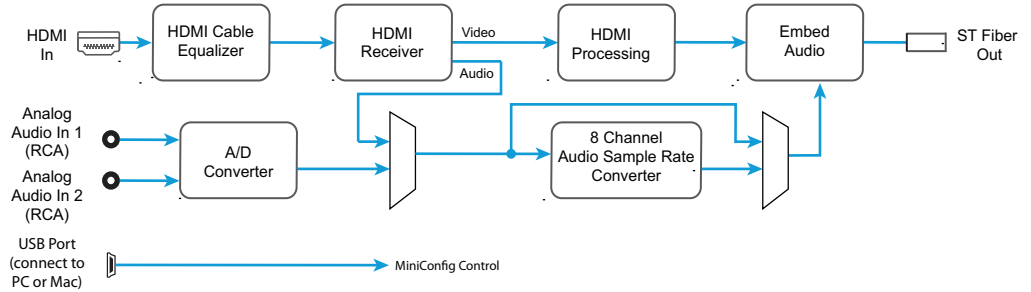 HDMI
In
HDMI Cable
Equalizer
HDMI
Receiver
Video
Audio
HDMI
Processing
Embed
Audio
ST Fiber
Out
Analog
Audio In 1
(RCA)
Analog
Audio In 2
(RCA)
A/D
Converter
8 Channel
Audio Sample Rate
Converter
USB Port
(connect to
PC or Mac)
MiniConfig Control